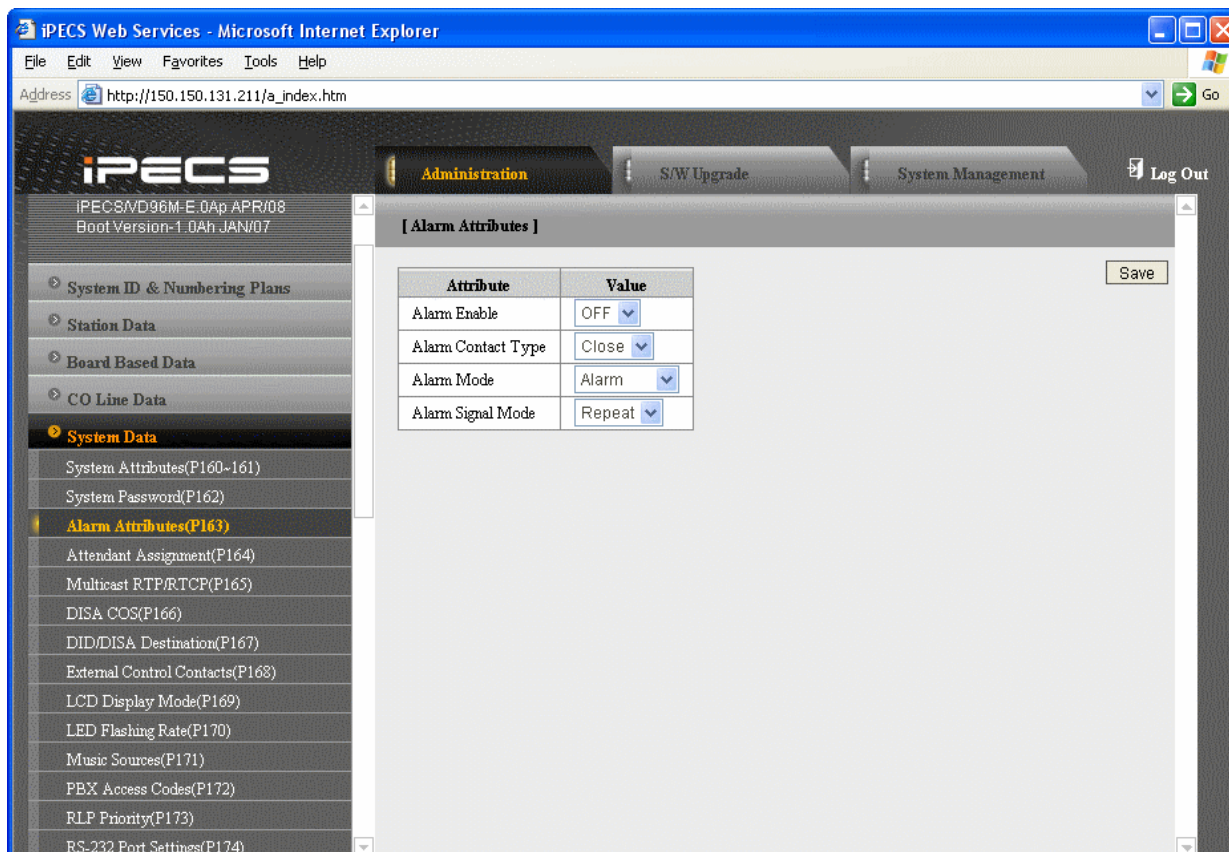 iPECS Web Services - Microsoft Internet Explorer
File Edit View Favorites Tools Help
Address http://150.150.131.211/a_index.htm Go
iPECS
Administration S/W Upgrade System Management Log Out
iPECS/VD96M-E.0Ap APR/08
Boot Version-1.0Ah JAN/07
System ID & Numbering Plans
Station Data
Board Based Data
CO Line Data
System Data
System Attributes(P160~161)
System Password(P162)
Alarm Attributes(P163)
Attendant Assignment(P164)
Multicast RTP/RTCP(P165)
DISA COS(P166)
DID/DISA Destination(P167)
External Control Contacts(P168)
LCD Display Mode(P169)
LED Flashing Rate(P170)
Music Sources(P171)
PBX Access Codes(P172)
RLP Priority(P173)
RS-232 Port Settings(P174)
[ Alarm Attributes ]
Save
Attribute Value
Alarm Enable OFF
Alarm Contact Type Close
Alarm Mode Alarm
Alarm Signal Mode Repeat